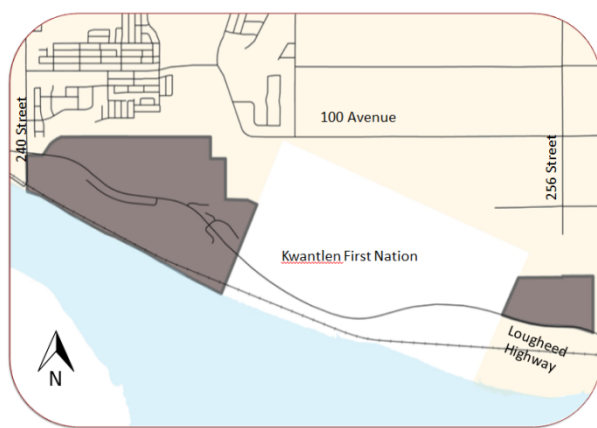 240 Street
100 Avenue
256 Street
Kwantlen First Nation
Lougheed
Highway
N